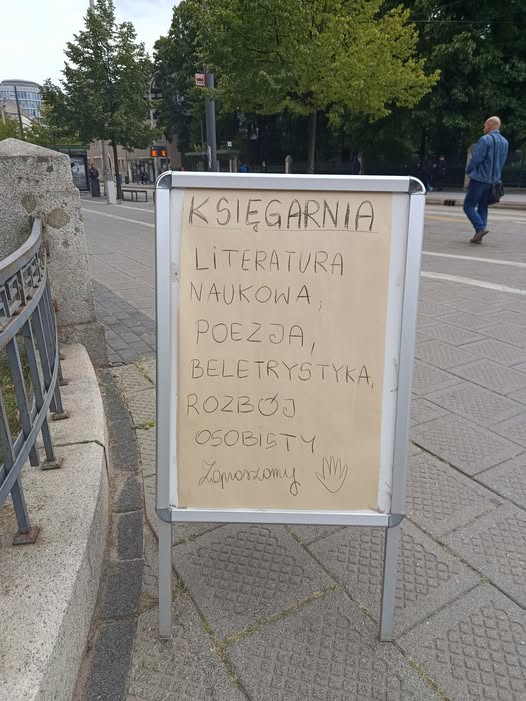 KSIĘGARNIA
LiTERATURA
NAUKOWA,
POEZJA,
BELETRYSTYKA,
ROZBÓJ
OSOBISTY
Zapraszamy